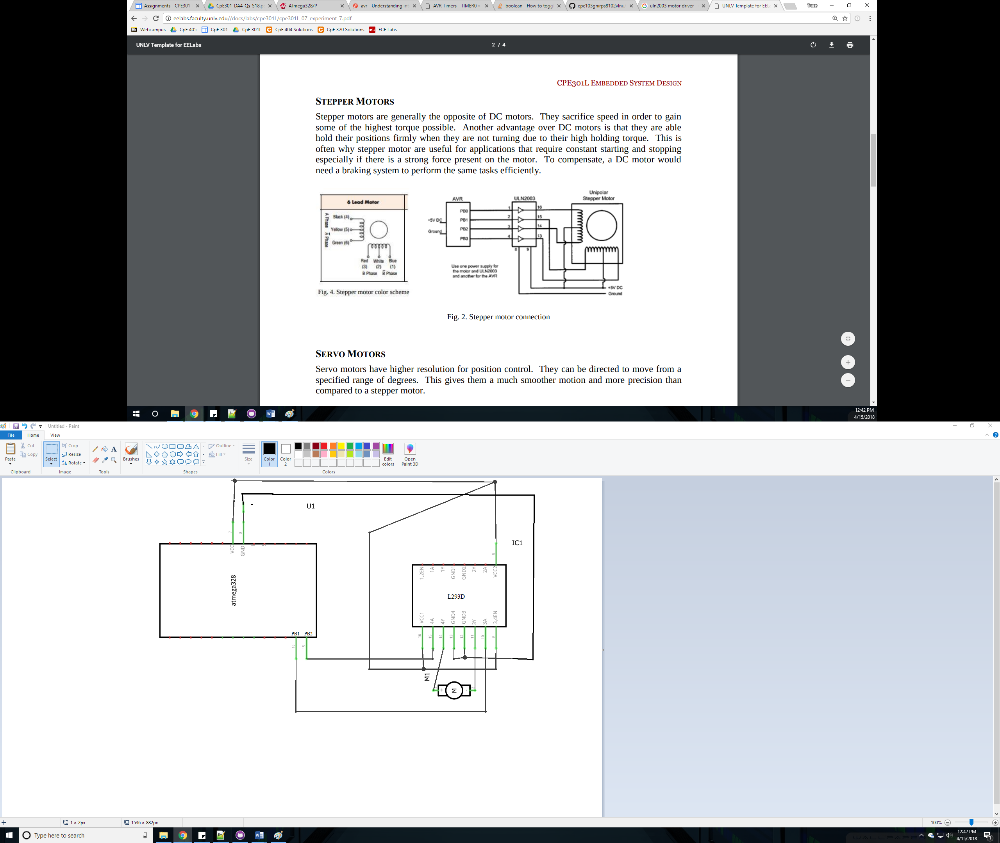 Assignments - CPE301-
CpE301_DA4_Qs_S18.p
ATmega328/P
avr - Understanding in
AVR Timers - TIMER0
boolean - How to togg
epc103gnirps8102vlnu
uln2003 motor driver -
UNLV Template for EEL
Trace
eelabs.faculty.unlv.edu//docs/labs/cpe301L/cpe301L_07_experiment_7.pdf
Bb Webcampus CpE 405 CpE 301 CpE 301L CpE 404 Solutions CpE 320 Solutions unlv ECE Labs
UNLV Template for EELabs 2 / 4
CPE301L EMBEDDED SYSTEM DESIGN
STEPPER MOTORS
Stepper motors are generally the opposite of DC motors. They sacrifice speed in order to gain
some of the highest torque possible. Another advantage over DC motors is that they are able
hold their positions firmly when they are not turning due to their high holding torque. This is
often why stepper motor are useful for applications that require constant starting and stopping
especially if there is a strong force present on the motor. To compensate, a DC motor would
need a braking system to perform the same tasks efficiently.
6 Lead Motor
A Phase A Phase
Black (4)
Yellow (5)
Green (6)
Red White Blue
(3) (2) (1)
B Phase B Phase
Fig. 4. Stepper motor color scheme
AVR
ULN2003
Unipolar
Stepper Motor
+5V DC
Ground
PB0
PB1
PB2
PB3
1
2
3
4
16
15
14
13
8 9
Use one power supply for
the motor and ULN2003
and another for the AVR
+5V DC
Ground
Fig. 2. Stepper motor connection
SERVO MOTORS
Servo motors have higher resolution for position control. They can be directed to move from a
specified range of degrees. This gives them a much smoother motion and more precision than
compared to a stepper motor.
12:42 PM
4/15/2018
Untitled - Paint
File Home View
Paste
Cut
Copy
Clipboard
Select
Crop
Resize
Rotate
Image
A
Tools
Brushes
Outline
Fill
Shapes
Size
Color
1
Color
2
Edit
colors
Colors
Open
Paint 3D
U1
7 8
VCC GND
atmega328
PB1 PB2
16 15
IC1
8
1,2EN 1A 1Y GND1 GND2 2Y 2A VCC2
L293D
VCC1 4A 4Y GND4 GND3 3Y 3A 3,4EN
16 15 14 13 12 11 10 9
M1
+ M - 2
1 × 2px
1536 × 882px
100%
Type here to search
12:42 PM
4/15/2018
1